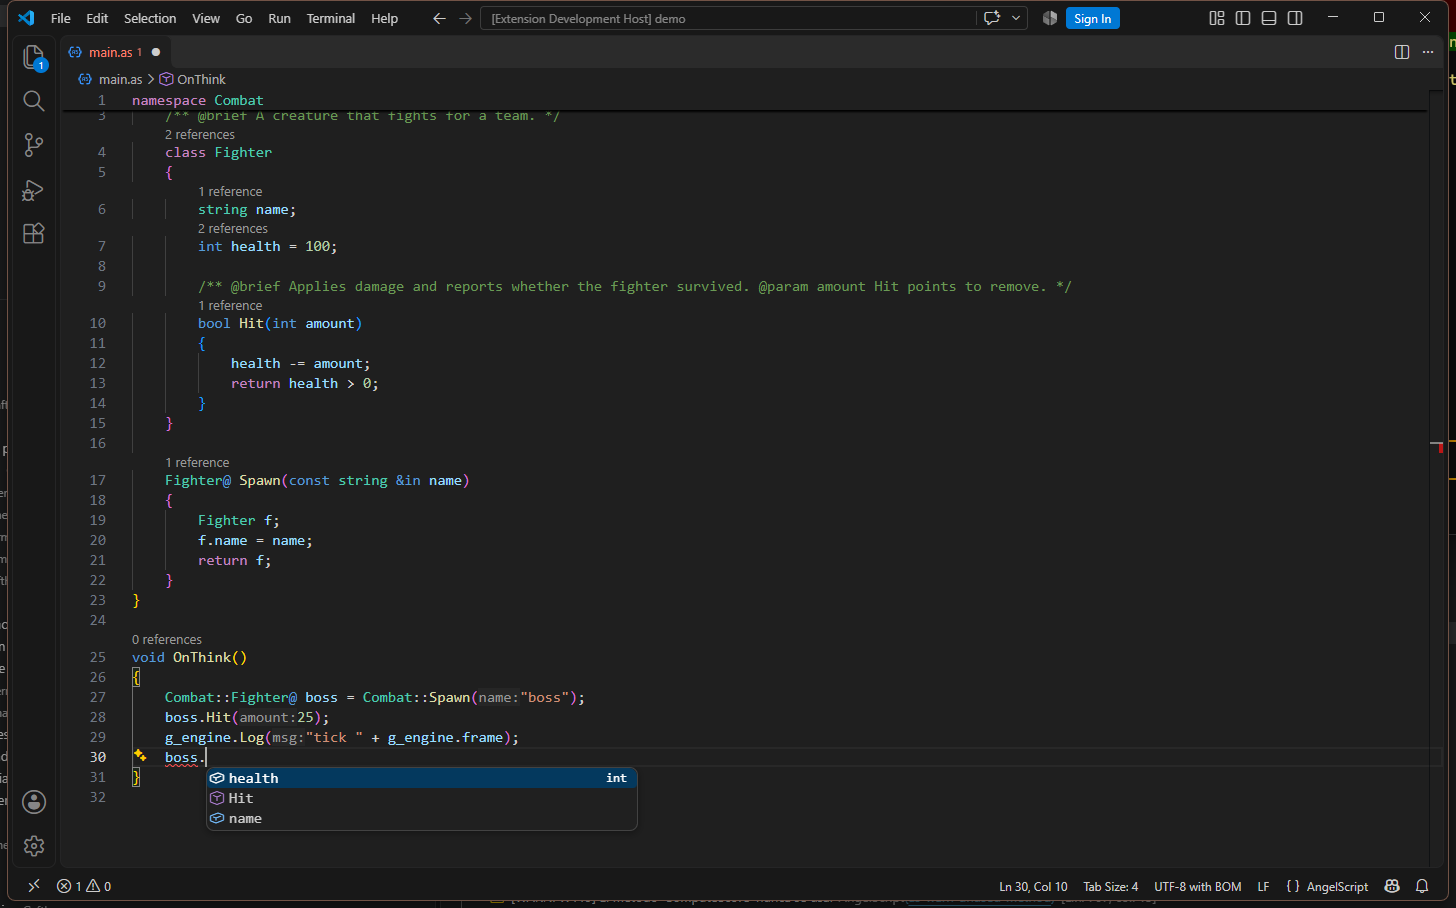 File Edit Selection View Go Run Terminal Help
[Extension Development Host] demo
Sign In
main.as 1
main.as > OnThink
1 namespace Combat
3 /** @brief A creature that fights for a team. */
2 references
4 class Fighter
5 {
1 reference
6 string name;
2 references
7 int health = 100;
8
9 /** @brief Applies damage and reports whether the fighter survived. @param amount Hit points to remove. */
1 reference
10 bool Hit(int amount)
11 {
12 health -= amount;
13 return health > 0;
14 }
15 }
16
1 reference
17 Fighter@ Spawn(const string &in name)
18 {
19 Fighter f;
20 f.name = name;
21 return f;
22 }
23 }
24
0 references
25 void OnThink()
26 {
27 Combat::Fighter@ boss = Combat::Spawn(name:"boss");
28 boss.Hit(amount:25);
29 g_engine.Log(msg:"tick " + g_engine.frame);
30 boss.
31 }
32
health int
Hit
name
1
1 0
Ln 30, Col 10 Tab Size: 4 UTF-8 with BOM LF { } AngelScript